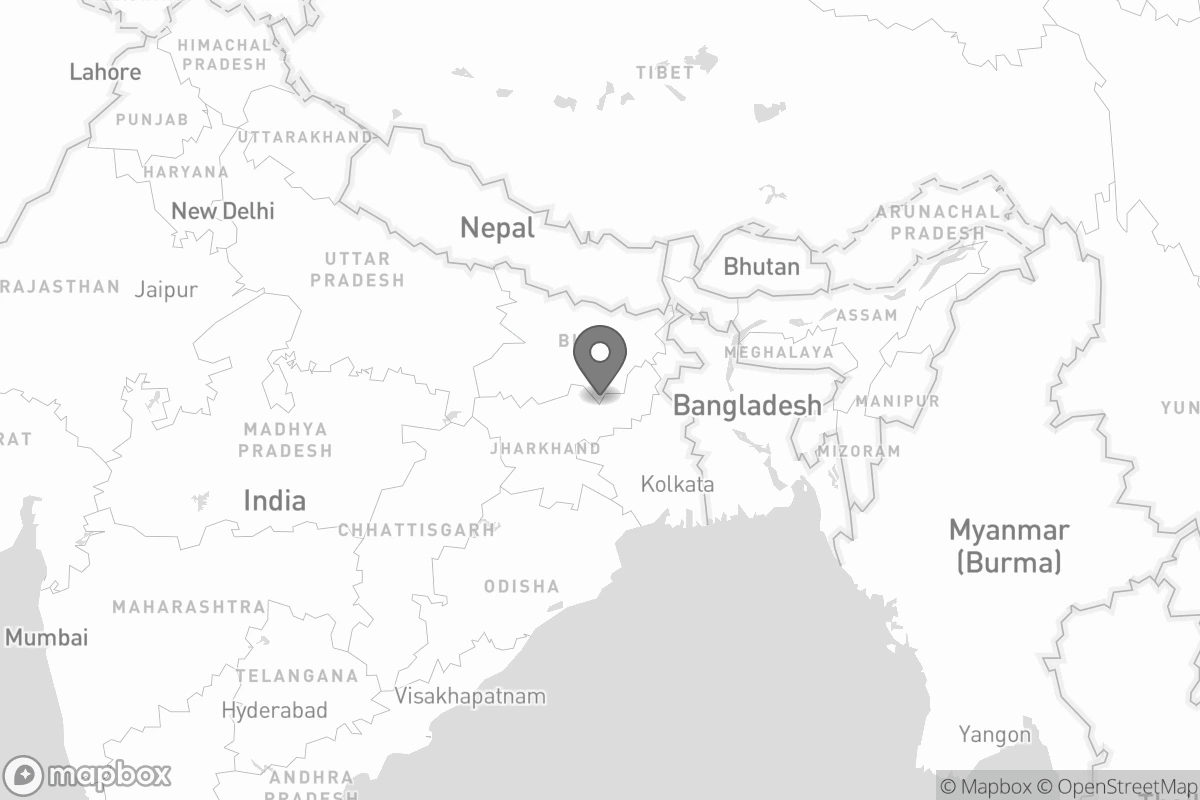 HIMACHAL
PRADESH
Lahore
TIBET
PUNJAB
UTTARAKHAND
HARYANA
New Delhi
ARUNACHAL
PRADESH
Nepal
Bhutan
UTTAR
PRADESH
RAJASTHAN
Jaipur
ASSAM
MEGHALAYA
Bangladesh
MANIPUR
YUN
RAT
MADHYA
PRADESH
JHARKHAND
MIZORAM
Kolkata
India
CHHATTISGARH
Myanmar
(Burma)
ODISHA
MAHARASHTRA
Mumbai
TELANGANA
Visakhapatnam
Hyderabad
Yangon
ANDHRA
PRADESH
mapbox
© Mapbox © OpenStreetMap